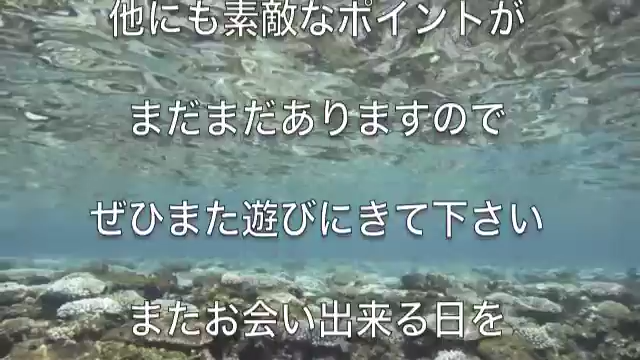 他にも素敵なポイントが
まだまだありますので
ぜひまた遊びにきて下さい
またお会い出来る日を